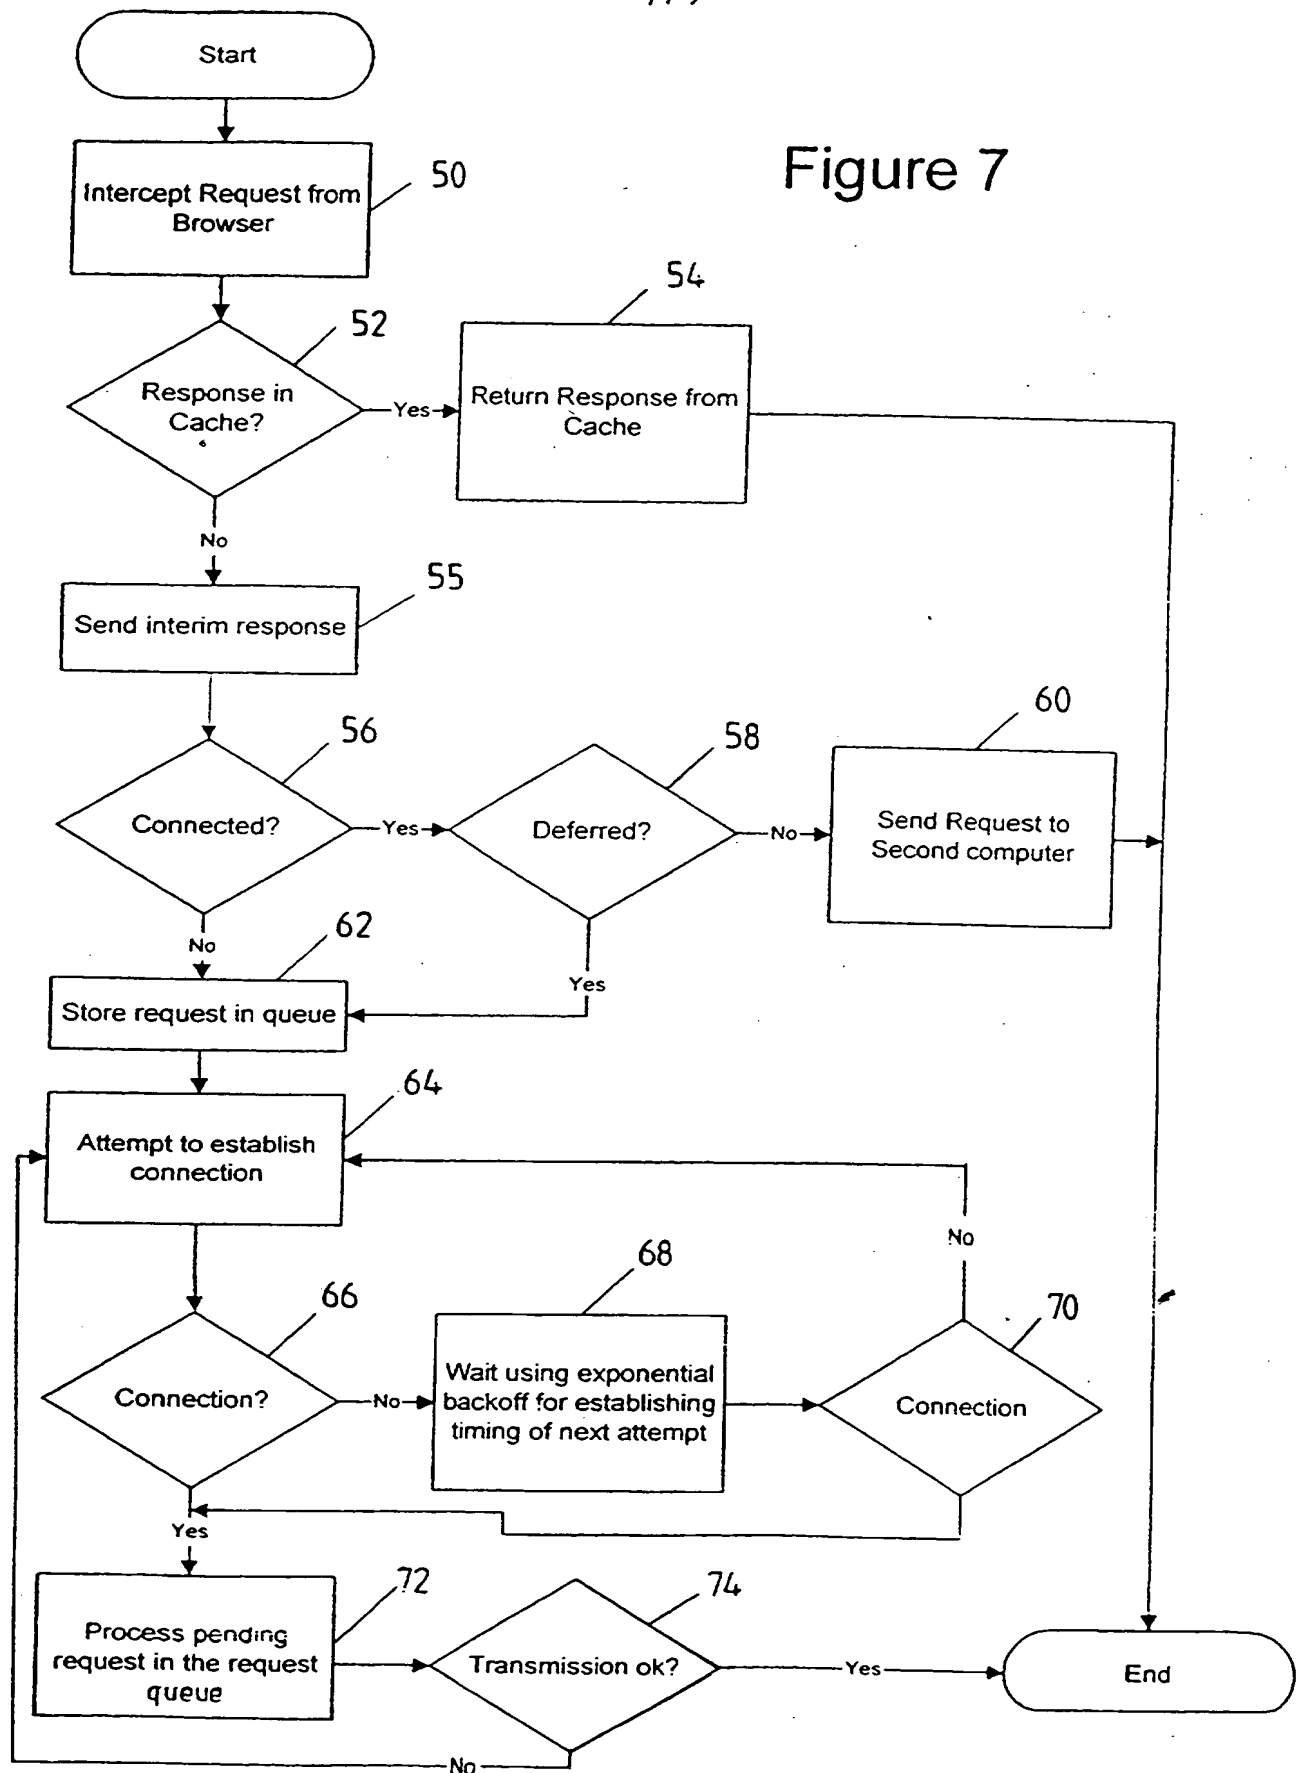 Start
Figure 7
50
Intercept Request from
Browser
54
52
Response in
Cache?
Yes
Return Response from
Cache
No
55
Send interim response
60
56
58
Connected?
Yes
Deferred?
No
Send Request to
Second computer
No
62
Yes
Store request in queue
64
Attempt to establish
connection
No
68
66
70
Connection?
No
Wait using exponential
backoff for establishing
timing of next attempt
Connection
Yes
72
74
Process pending
request in the request
queue
Transmission ok?
Yes
End
No